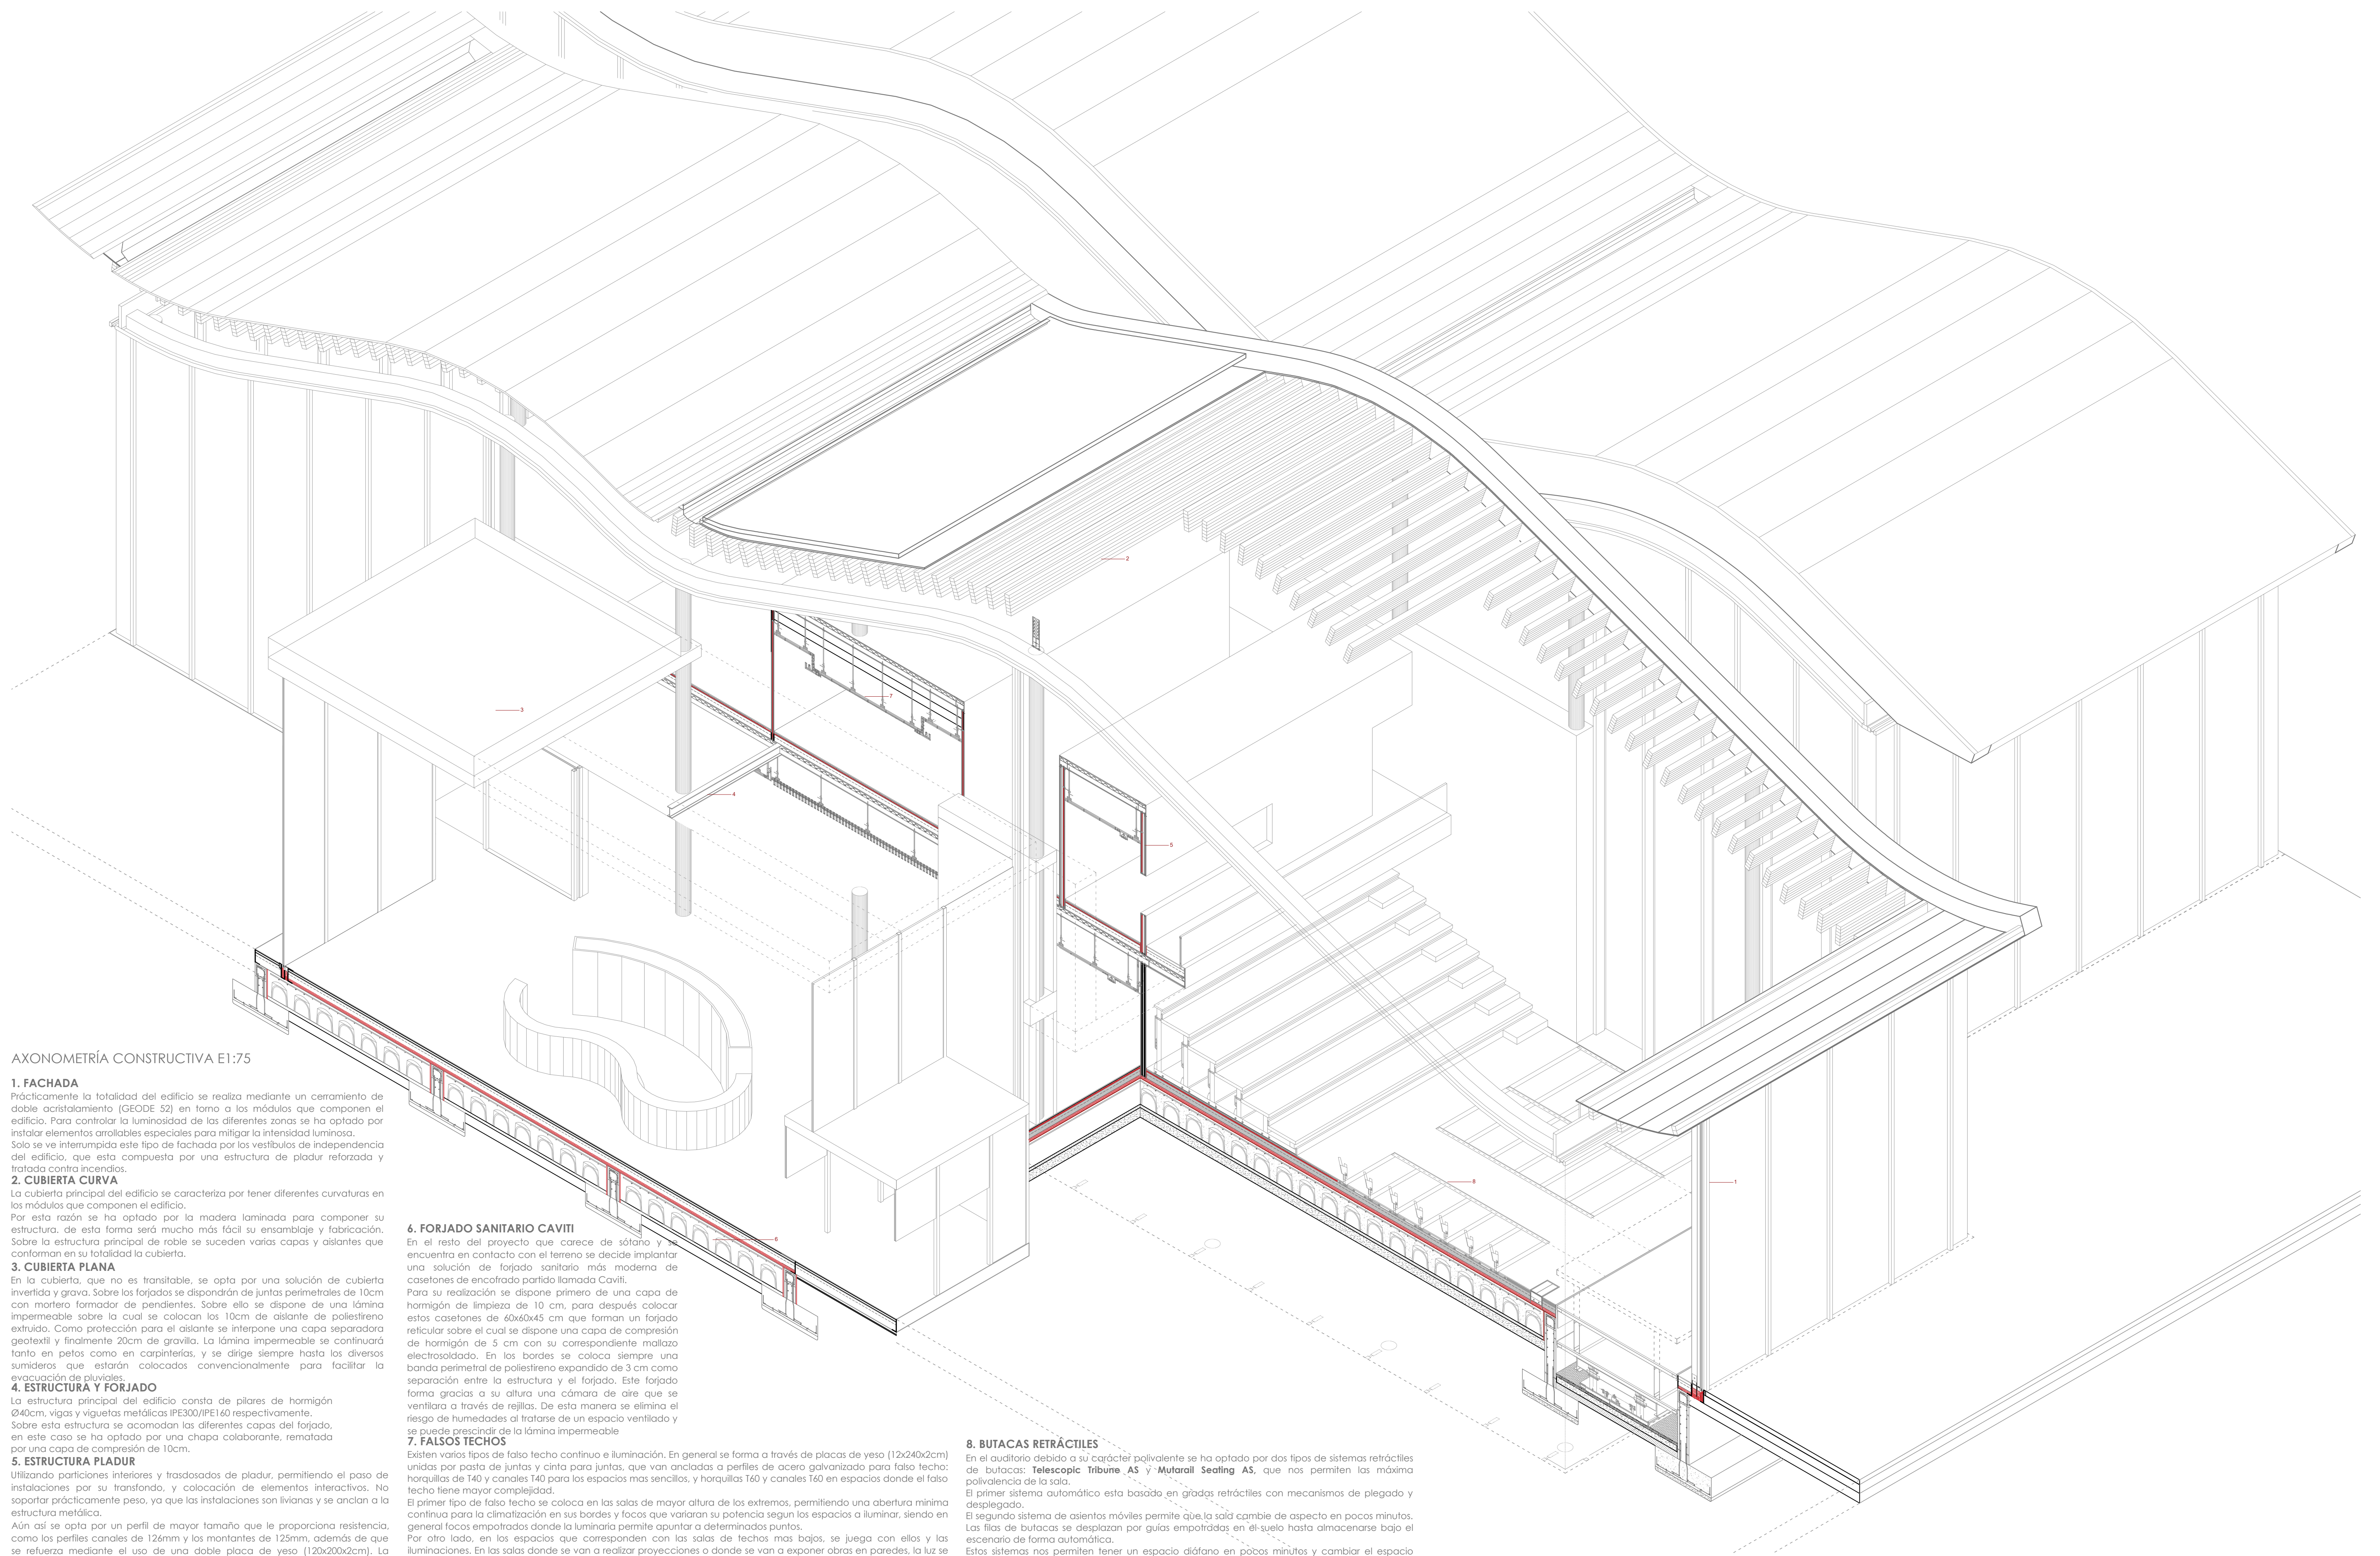 2
3
7
4
5
8
1
6
AXONOMETRÍA CONSTRUCTIVA E1:75
1. FACHADA
Prácticamente la totalidad del edificio se realiza mediante un cerramiento de
doble acristalamiento (GEODE 52) en torno a los módulos que componen el
edificio. Para controlar la luminosidad de las diferentes zonas se ha optado por
instalar elementos arrollables especiales para mitigar la intensidad luminosa.
Solo se ve interrumpida este tipo de fachada por los vestíbulos de independencia
del edificio, que esta compuesta por una estructura de pladur reforzada y
tratada contra incendios.
2. CUBIERTA CURVA
La cubierta principal del edificio se caracteriza por tener diferentes curvaturas en
los módulos que componen el edificio.
Por esta razón se ha optado por la madera laminada para componer su
estructura, de esta forma será mucho más fácil su ensamblaje y fabricación.
Sobre la estructura principal de roble se suceden varias capas y aislantes que
conforman en su totalidad la cubierta.
3. CUBIERTA PLANA
En la cubierta, que no es transitable, se opta por una solución de cubierta
invertida y grava. Sobre los forjados se dispondrán de juntas perimetrales de 10cm
con mortero formador de pendientes. Sobre ello se dispone de una lámina
impermeable sobre la cual se colocan los 10cm de aislante de poliestireno
extruido. Como protección para el aislante se interpone una capa separadora
geotextil y finalmente 20cm de gravilla. La lámina impermeable se continuará
tanto en petos como en carpinterías, y se dirige siempre hasta los diversos
sumideros que estarán colocados convencionalmente para facilitar la
evacuación de pluviales.
4. ESTRUCTURA Y FORJADO
La estructura principal del edificio consta de pilares de hormigón
Ø40cm, vigas y viguetas metálicas IPE300/IPE160 respectivamente.
Sobre esta estructura se acomodan las diferentes capas del forjado,
en este caso se ha optado por una chapa colaborante, rematada
por una capa de compresión de 10cm.
5. ESTRUCTURA PLADUR
Utilizando particiones interiores y trasdosados de pladur, permitiendo el paso de
instalaciones por su transfondo, y colocación de elementos interactivos. No
soportar prácticamente peso, ya que las instalaciones son livianas y se anclan a la
estructura metálica.
Aún así se opta por un perfil de mayor tamaño que le proporciona resistencia,
como los perfiles canales de 126mm y los montantes de 125mm, además de que
se refuerza mediante el uso de una doble placa de yeso (120x200x2cm). La
6. FORJADO SANITARIO CAVITI
En el resto del proyecto que carece de sótano y se
encuentra en contacto con el terreno se decide implantar
una solución de forjado sanitario más moderna de
casetones de encofrado partido llamada Caviti.
Para su realización se dispone primero de una capa de
hormigón de limpieza de 10 cm, para después colocar
estos casetones de 60x60x45 cm que forman un forjado
reticular sobre el cual se dispone una capa de compresión
de hormigón de 5 cm con su correspondiente mallazo
electrosoldado. En los bordes se coloca siempre una
banda perimetral de poliestireno expandido de 3 cm como
separación entre la estructura y el forjado. Este forjado
forma gracias a su altura una cámara de aire que se
ventilara a través de rejillas. De esta manera se elimina el
riesgo de humedades al tratarse de un espacio ventilado y
se puede prescindir de la lámina impermeable
7. FALSOS TECHOS
Existen varios tipos de falso techo continuo e iluminación. En general se forma a través de placas de yeso (12x240x2cm)
unidas por pasta de juntas y cinta para juntas, que van ancladas a perfiles de acero galvanizado para falso techo:
horquillas de T40 y canales T40 para los espacios mas sencillos, y horquillas T60 y canales T60 en espacios donde el falso
techo tiene mayor complejidad.
El primer tipo de falso techo se coloca en las salas de mayor altura de los extremos, permitiendo una abertura minima
continua para la climatización en sus bordes y focos que variaran su potencia segun los espacios a iluminar, siendo en
general focos empotrados donde la luminaria permite apuntar a determinados puntos.
Por otro lado, en los espacios que corresponden con las salas de techos mas bajos, se juega con ellos y las
iluminaciones. En las salas donde se van a realizar proyecciones o donde se van a exponer obras en paredes, la luz se
8. BUTACAS RETRÁCTILES
En el auditorio debido a su carácter polivalente se ha optado por dos tipos de sistemas retráctiles
de butacas: Telescopic Tribune AS y Mutarail Seating AS, que nos permiten las máxima
polivalencia de la sala.
El primer sistema automático esta basado en gradas retráctiles con mecanismos de plegado y
desplegado.
El segundo sistema de asientos móviles permite que la sala cambie de aspecto en pocos minutos.
Las filas de butacas se desplazan por guías empotradas en el suelo hasta almacenarse bajo el
escenario de forma automática.
Estos sistemas nos permiten tener un espacio diáfano en pocos minutos y cambiar el espacio